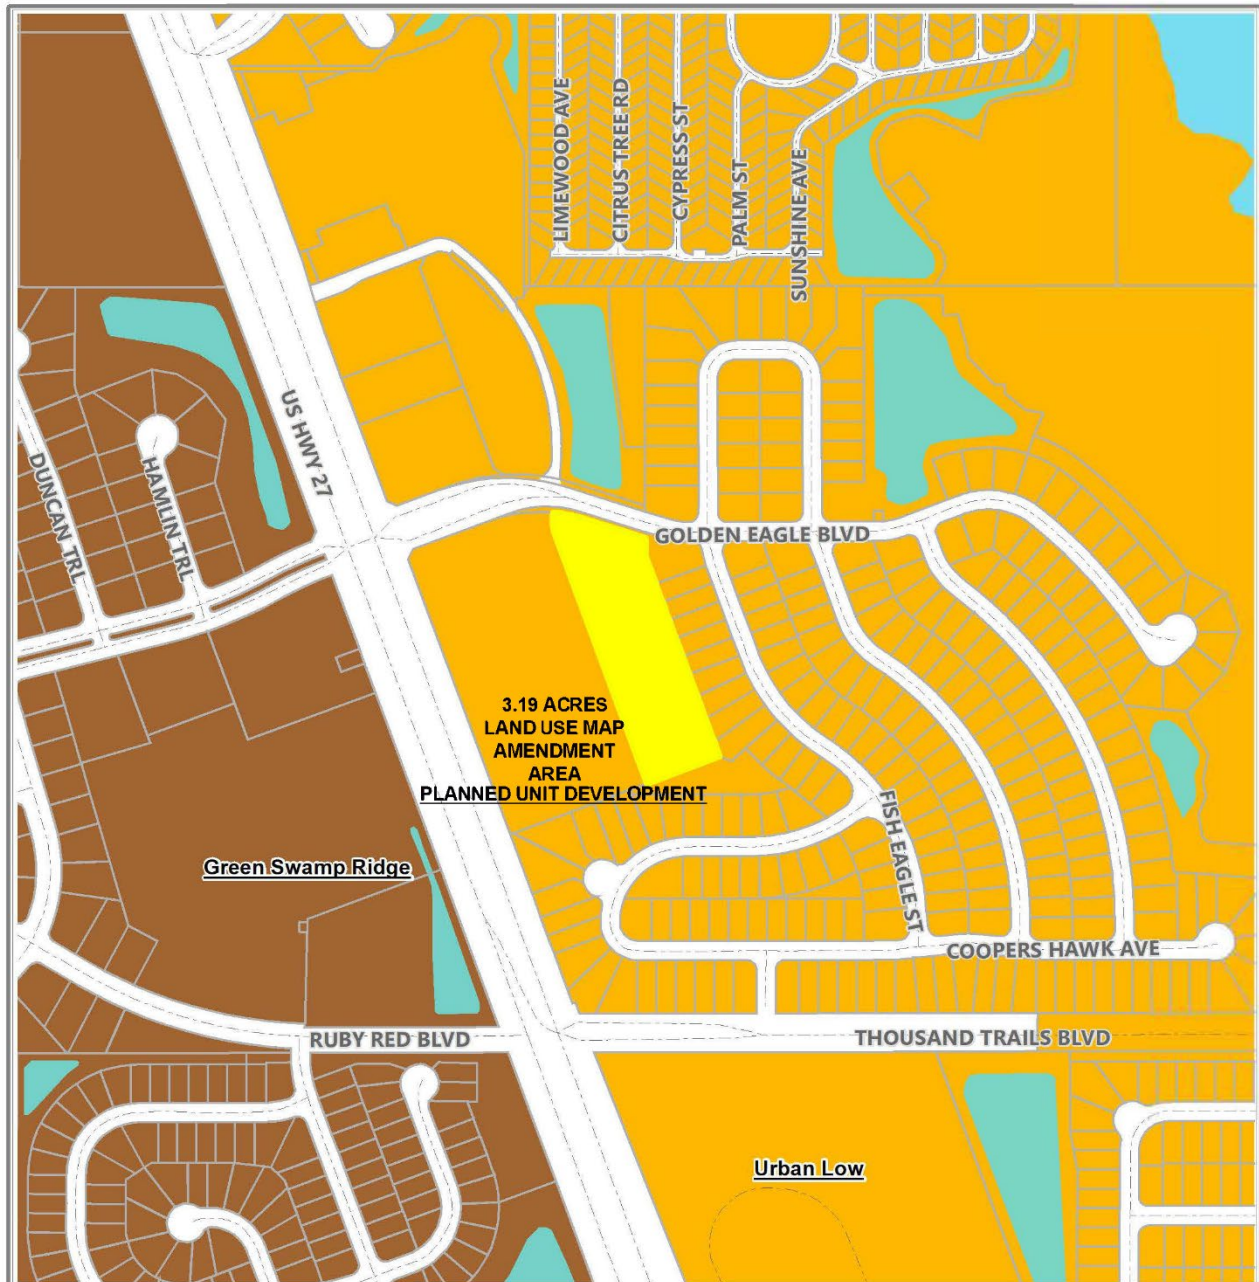 LIMEWOOD AVE
CITRUS TREE RD
CYPRESS ST
PALM ST
SUNSHINE AVE
US HWY 27
DUNCAN TRL
HAMLIN TRL
GOLDEN EAGLE BLVD
3.19 ACRES
LAND USE MAP
AMENDMENT
AREA
PLANNED UNIT DEVELOPMENT
Green Swamp Ridge
FISH EAGLE ST
COOPERS HAWK AVE
RUBY RED BLVD
THOUSAND TRAILS BLVD
Urban Low